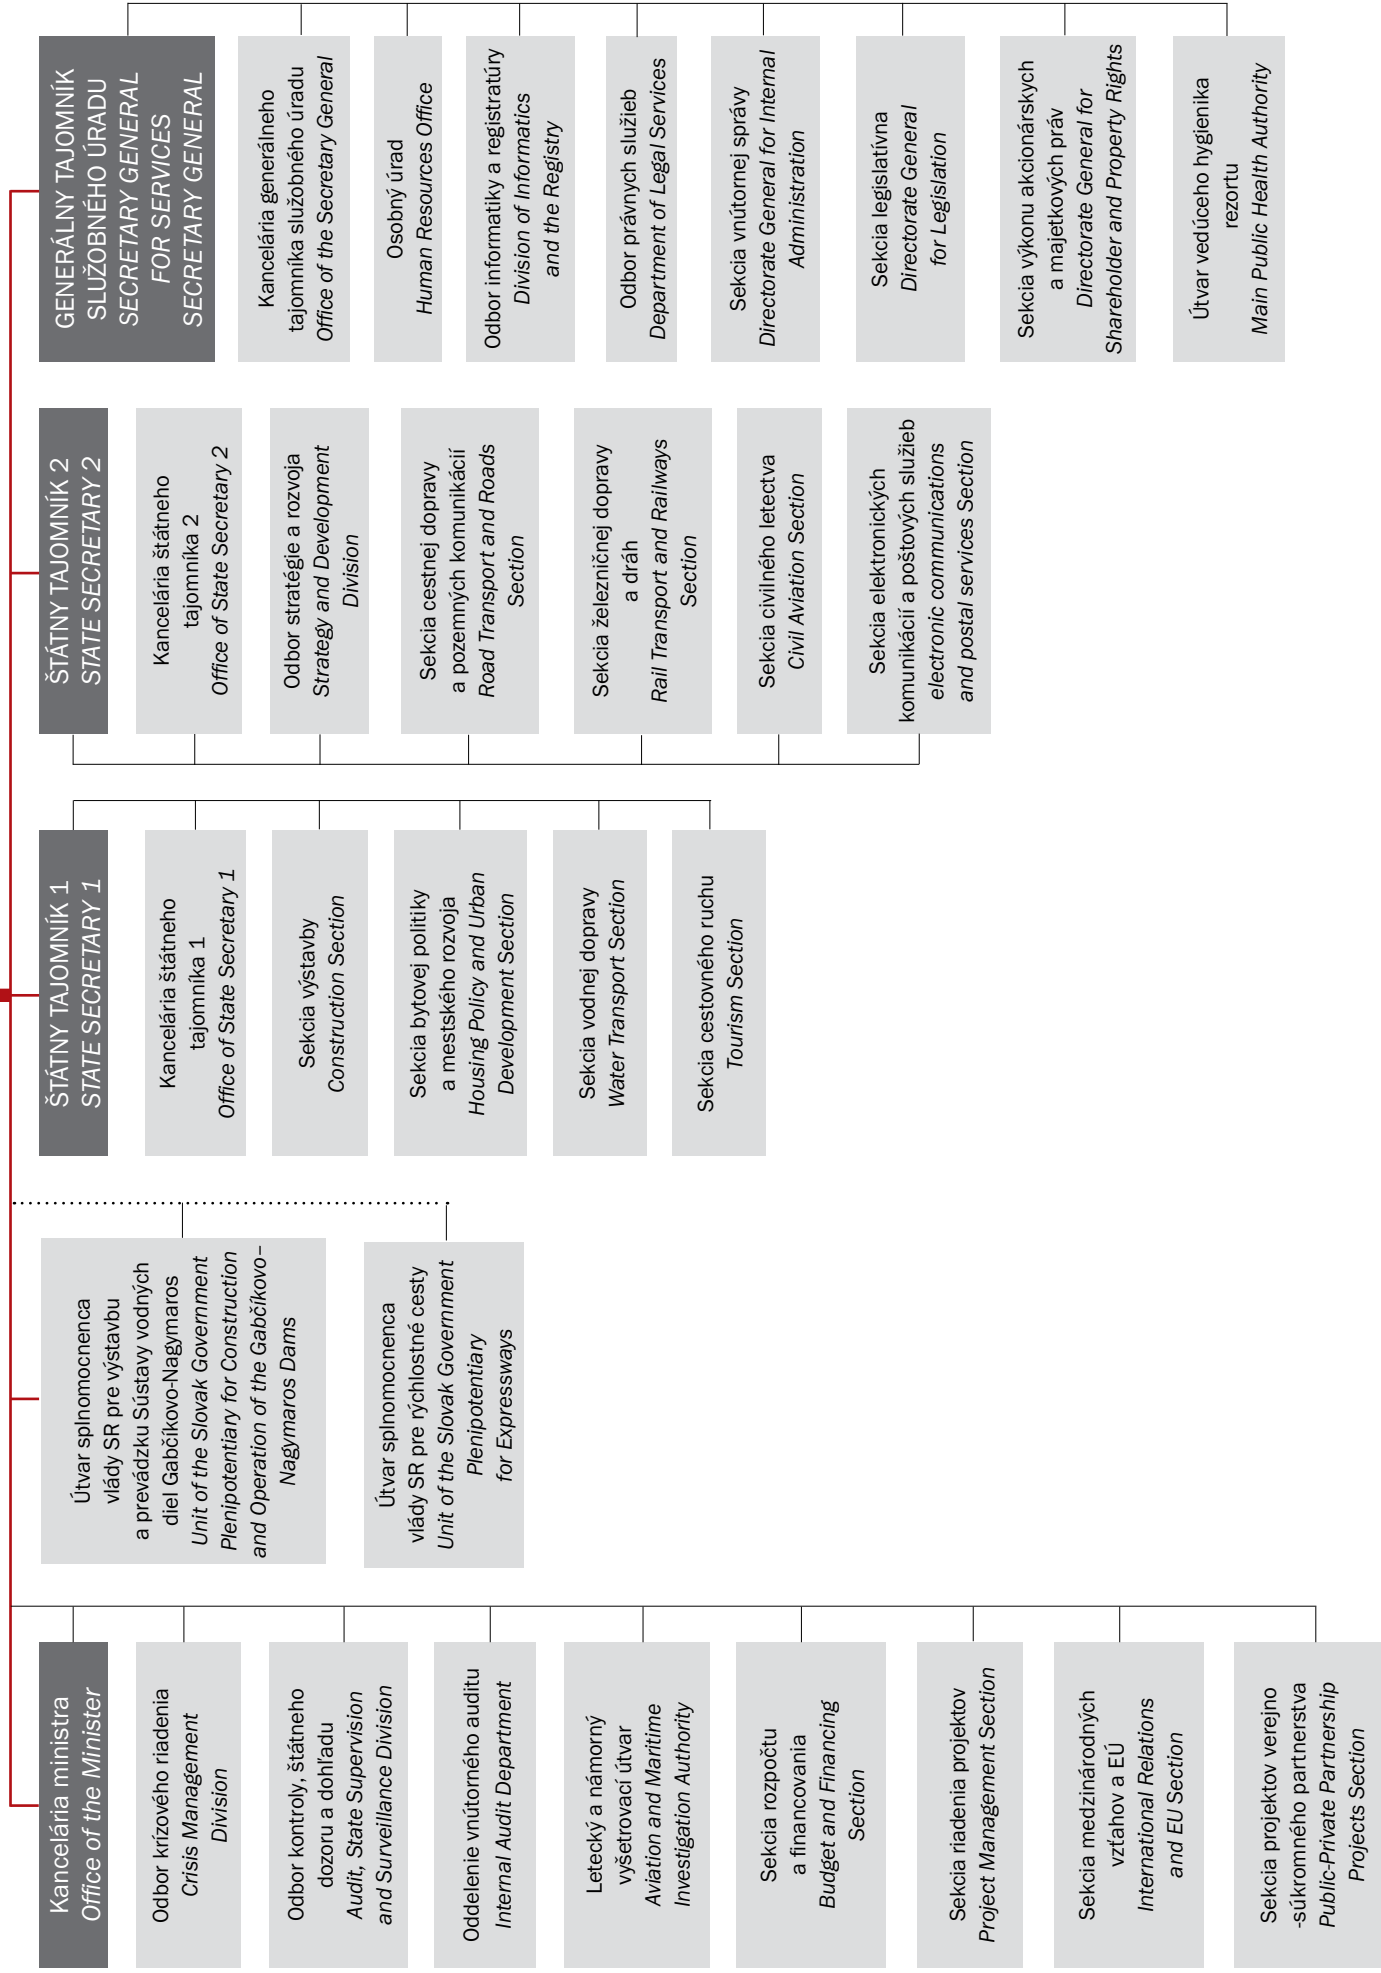 Kancelária ministra
Office of the Minister
Odbor krízového riadenia
Crisis Management
Division
Odbor kontroly, štátneho
dozoru a dohľadu
Audit, State Supervision
and Surveillance Division
Oddelenie vnútorného auditu
Internal Audit Department
Letecký a námorný
vyšetrovací útvar
Aviation and Maritime
Investigation Authority
Sekcia rozpočtu
a financovania
Budget and Financing
Section
Sekcia riadenia projektov
Project Management Section
Sekcia medzinárodných
vzťahov a EÚ
International Relations
and EU Section
Sekcia projektov verejno
-súkromného partnerstva
Public-Private Partnership
Projects Section
Útvar splnomocnenca
vlády SR pre výstavbu
a prevádzku Sústavy vodných
diel Gabčíkovo-Nagymaros
Unit of the Slovak Government
Plenipotentiary for Construction
and Operation of the Gabčíkovo–
Nagymaros Dams
Útvar splnomocnenca
vlády SR pre rýchlostné cesty
Unit of the Slovak Government
Plenipotentiary
for Expressways
ŠTÁTNY TAJOMNÍK 1
STATE SECRETARY 1
Kancelária štátneho
tajomníka 1
Office of State Secretary 1
Sekcia výstavby
Construction Section
Sekcia bytovej politiky
a mestského rozvoja
Housing Policy and Urban
Development Section
Sekcia vodnej dopravy
Water Transport Section
Sekcia cestovného ruchu
Tourism Section
ŠTÁTNY TAJOMNÍK 2
STATE SECRETARY 2
Kancelária štátneho
tajomníka 2
Office of State Secretary 2
Odbor stratégie a rozvoja
Strategy and Development
Division
Sekcia cestnej dopravy
a pozemných komunikácií
Road Transport and Roads
Section
Sekcia železničnej dopravy
a dráh
Rail Transport and Railways
Section
Sekcia civilného letectva
Civil Aviation Section
Sekcia elektronických
komunikácií a poštových služieb
electronic communications
and postal services Section
GENERÁLNY TAJOMNÍK
SLUŽOBNÉHO ÚRADU
SECRETARY GENERAL
FOR SERVICES
SECRETARY GENERAL
Kancelária generálneho
tajomníka služobného úradu
Office of the Secretary General
Osobný úrad
Human Resources Office
Odbor informatiky a registratúry
Division of Informatics
and the Registry
Odbor právnych služieb
Department of Legal Services
Sekcia vnútornej správy
Directorate General for Internal
Administration
Sekcia legislatívna
Directorate General
for Legislation
Sekcia výkonu akcionárskych
a majetkových práv
Directorate General for
Shareholder and Property Rights
Útvar vedúceho hygienika
rezortu
Main Public Health Authority